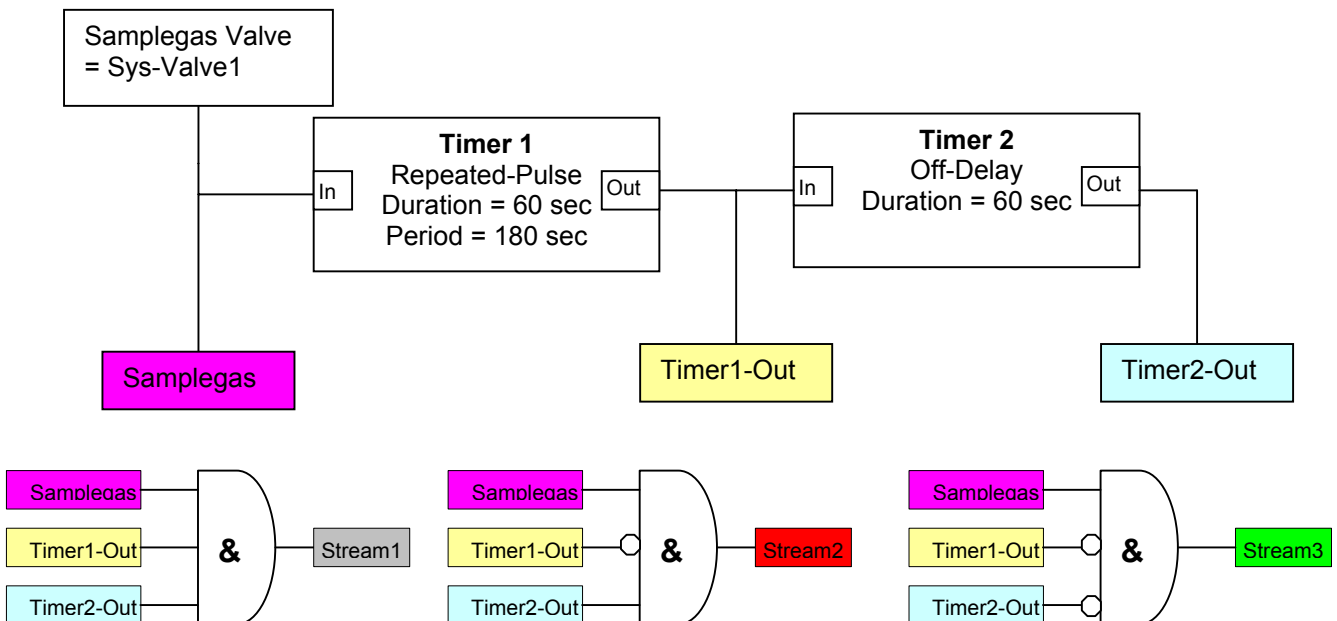 Samplegas Valve
= Sys-Valve1
Timer 1
Repeated-Pulse
Duration = 60 sec
Period = 180 sec
In
Out
Timer 2
Off-Delay
Duration = 60 sec
In
Out
Samplegas
Timer1-Out
Timer2-Out
Samplegas
Timer1-Out
Timer2-Out
&
Stream1
Samplegas
Timer1-Out
Timer2-Out
&
Stream2
Samplegas
Timer1-Out
Timer2-Out
&
Stream3